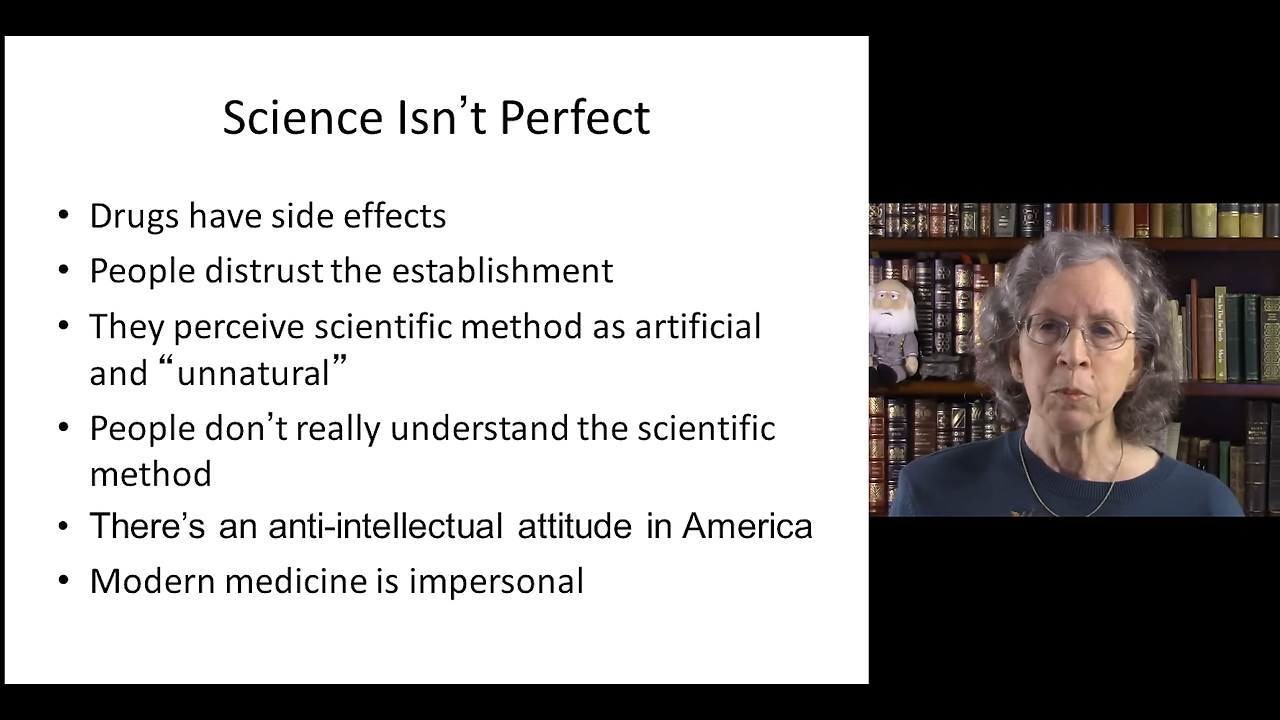 Science Isn’t Perfect
• Drugs have side effects
• People distrust the establishment
• They perceive scientific method as artificial
and “unnatural”
• People don’t really understand the scientific
method
• There’s an anti-intellectual attitude in America
• Modern medicine is impersonal